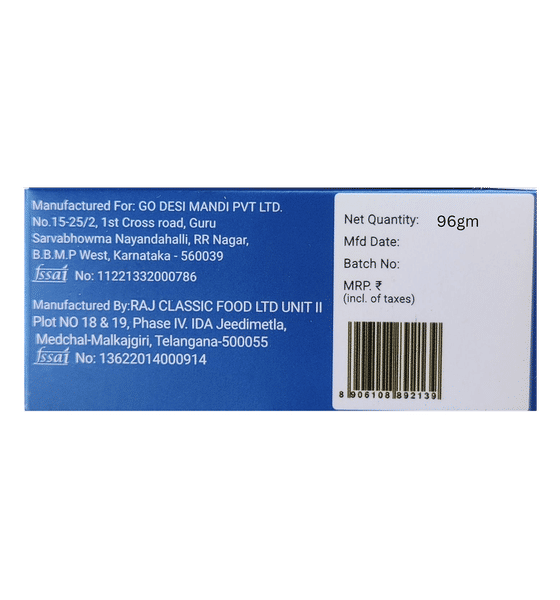 Manufactured For: GO DESI MANDI PVT LTD.
No.15-25/2, 1st Cross road, Guru
Sarvabhowma Nayandahalli, RR Nagar,
B.B.M.P West, Karnataka - 560039
fssai No: 11221332000786
Manufactured By:RAJ CLASSIC FOOD LTD UNIT II
Plot NO 18 & 19, Phase IV. IDA Jeedimetla,
Medchal-Malkajgiri, Telangana-500055
fssai No: 13622014000914
Net Quantity: 96gm
Mfd Date:
Batch No:
MRP. ₹
(incl. of taxes)
8 906108 892139